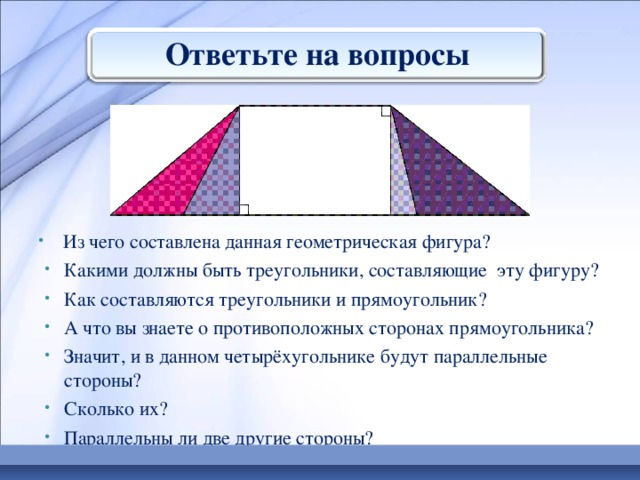 Ответьте на вопросы
• Из чего составлена данная геометрическая фигура?
• Какими должны быть треугольники, составляющие эту фигуру?
• Как составляются треугольники и прямоугольник?
• А что вы знаете о противоположных сторонах прямоугольника?
• Значит, и в данном четырёхугольнике будут параллельные
стороны?
• Сколько их?
• Параллельны ли две другие стороны?